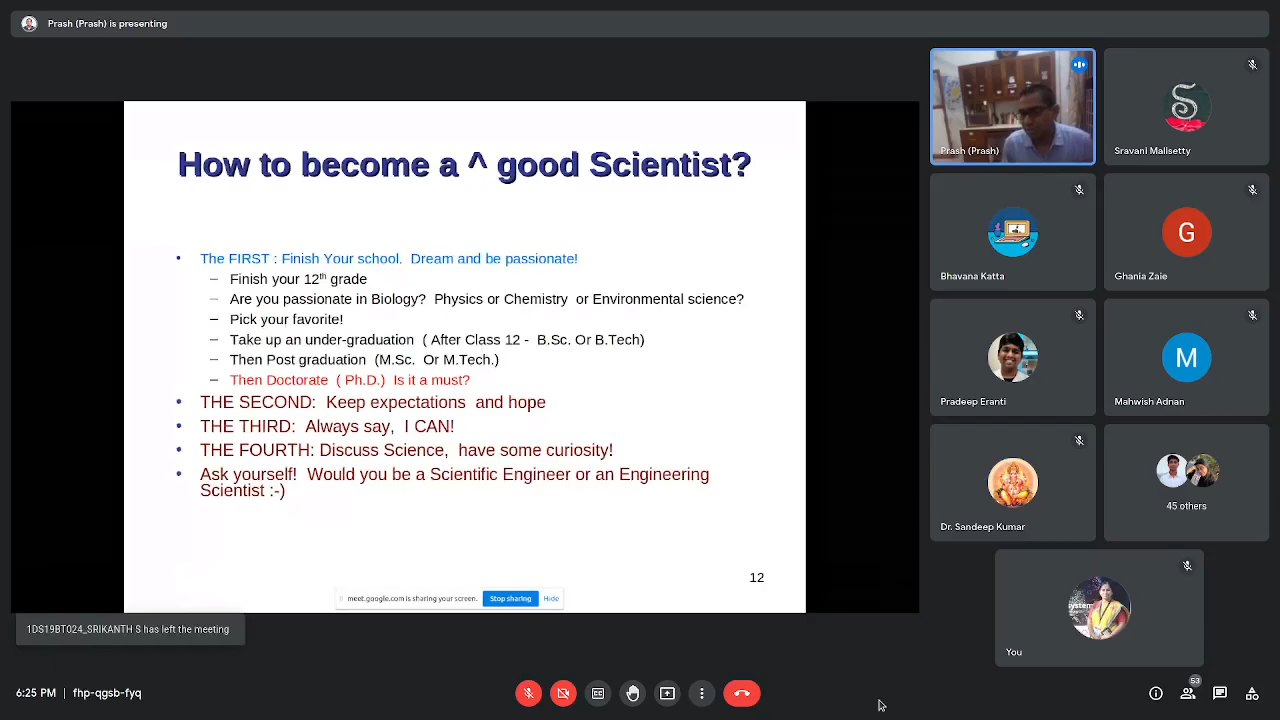 Prash (Prash) is presenting
How to become a ^ good Scientist?
• The FIRST : Finish Your school. Dream and be passionate!
– Finish your 12th grade
– Are you passionate in Biology? Physics or Chemistry or Environmental science?
– Pick your favorite!
– Take up an under-graduation ( After Class 12 - B.Sc. Or B.Tech)
– Then Post graduation (M.Sc. Or M.Tech.)
– Then Doctorate ( Ph.D.) Is it a must?
• THE SECOND: Keep expectations and hope
• THE THIRD: Always say, I CAN!
• THE FOURTH: Discuss Science, have some curiosity!
• Ask yourself! Would you be a Scientific Engineer or an Engineering
Scientist :-)
12
meet.google.com is sharing your screen. Stop sharing Hide
1DS19BT024_SRIKANTH S has left the meeting
Prash (Prash)
S
Sravani Malisetty
Bhavana Katta
G
Ghania Zaie
Pradeep Eranti
M
Mahwish Adnan
Dr. Sandeep Kumar
45 others
system
You
6:25 PM | fhp-qgsb-fyq
53